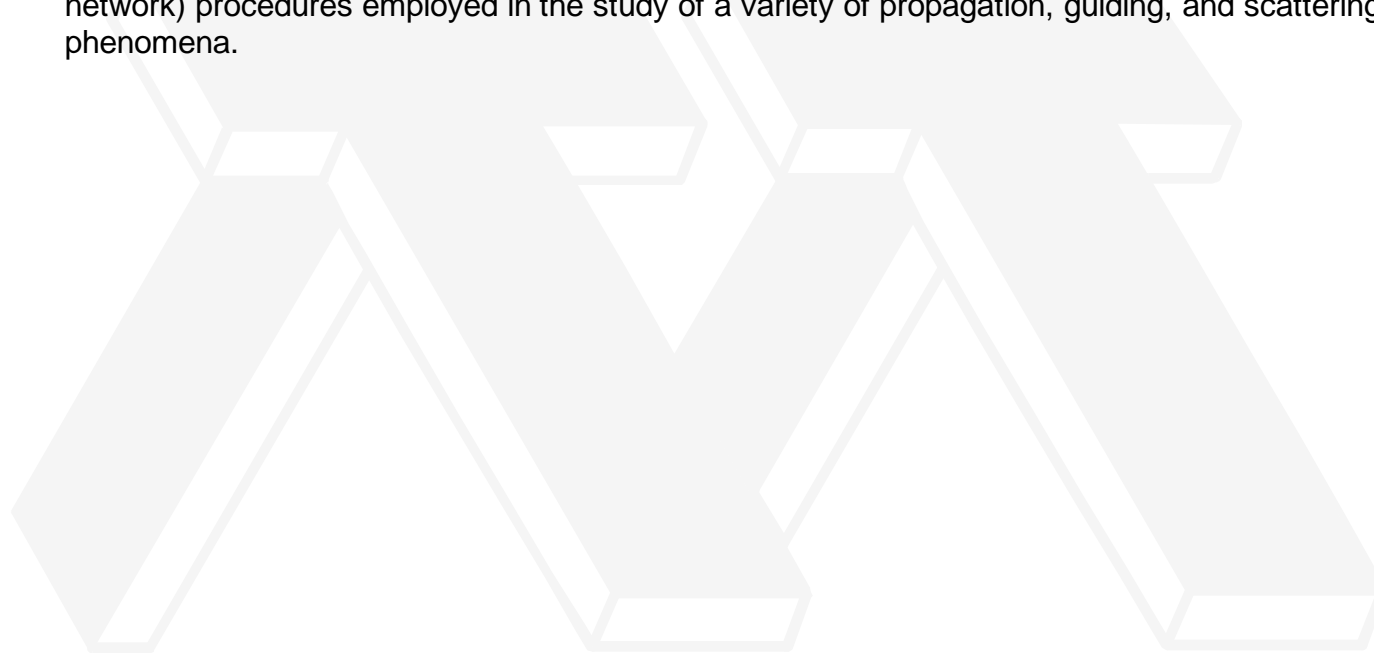 network) procedures employed in the study of a variety of propagation, guiding, and scattering
phenomena.